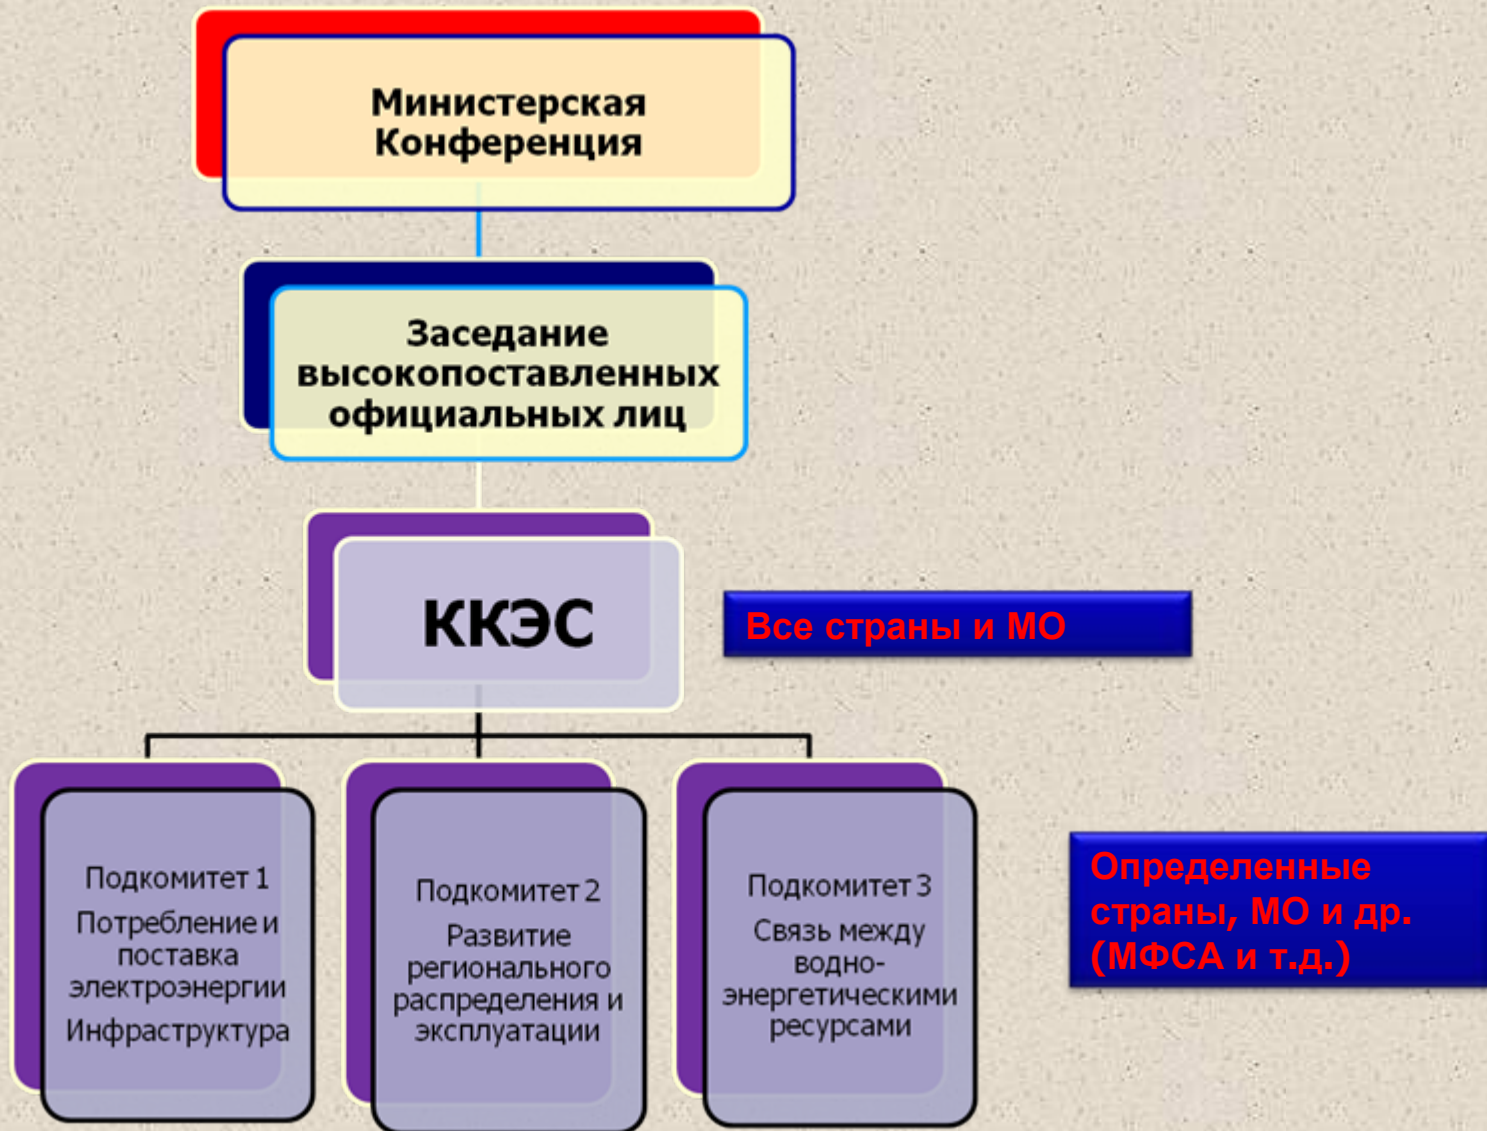 Министерская
Конференция
Заседание
высокопоставленных
официальных лиц
ККЭС
Все страны и МО
Подкомитет 1
Потребление и
поставка
электроэнергии
Инфраструктура
Подкомитет 2
Развитие
регионального
распределения и
эксплуатации
Подкомитет 3
Связь между
водно-
энергетическими
ресурсами
Определенные
страны, МО и др.
(МФСА и т.д.)